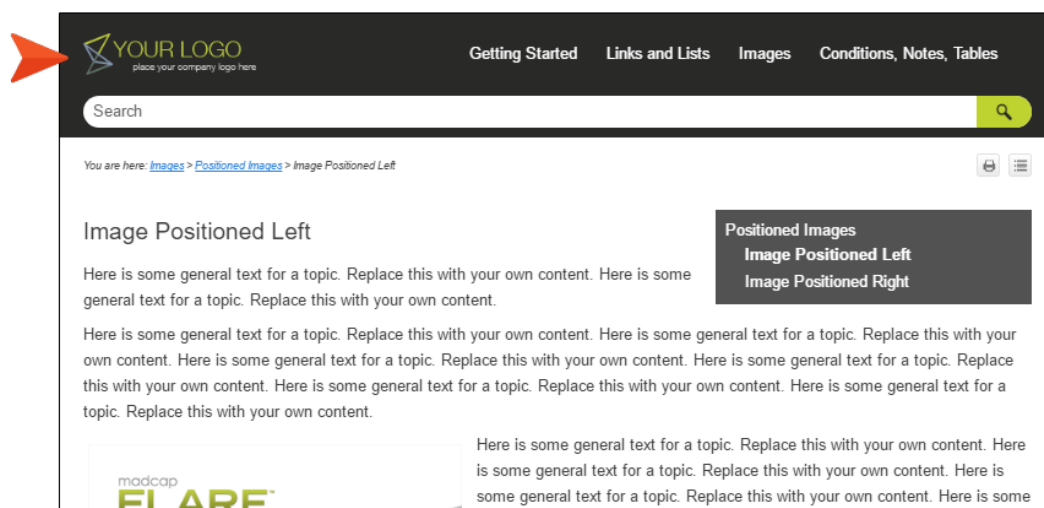 YOUR LOGO
place your company logo here
Getting Started Links and Lists Images Conditions, Notes, Tables
Search
You are here: Images > Positioned Images > Image Positioned Left
Image Positioned Left
Here is some general text for a topic. Replace this with your own content. Here is some
general text for a topic. Replace this with your own content.
Positioned Images
Image Positioned Left
Image Positioned Right
Here is some general text for a topic. Replace this with your own content. Here is some general text for a topic. Replace this with your
own content. Here is some general text for a topic. Replace this with your own content. Here is some general text for a topic. Replace
this with your own content. Here is some general text for a topic. Replace this with your own content. Here is some general text for a
topic. Replace this with your own content.
madcap
FLARE™
Here is some general text for a topic. Replace this with your own content. Here
is some general text for a topic. Replace this with your own content. Here is
some general text for a topic. Replace this with your own content. Here is some